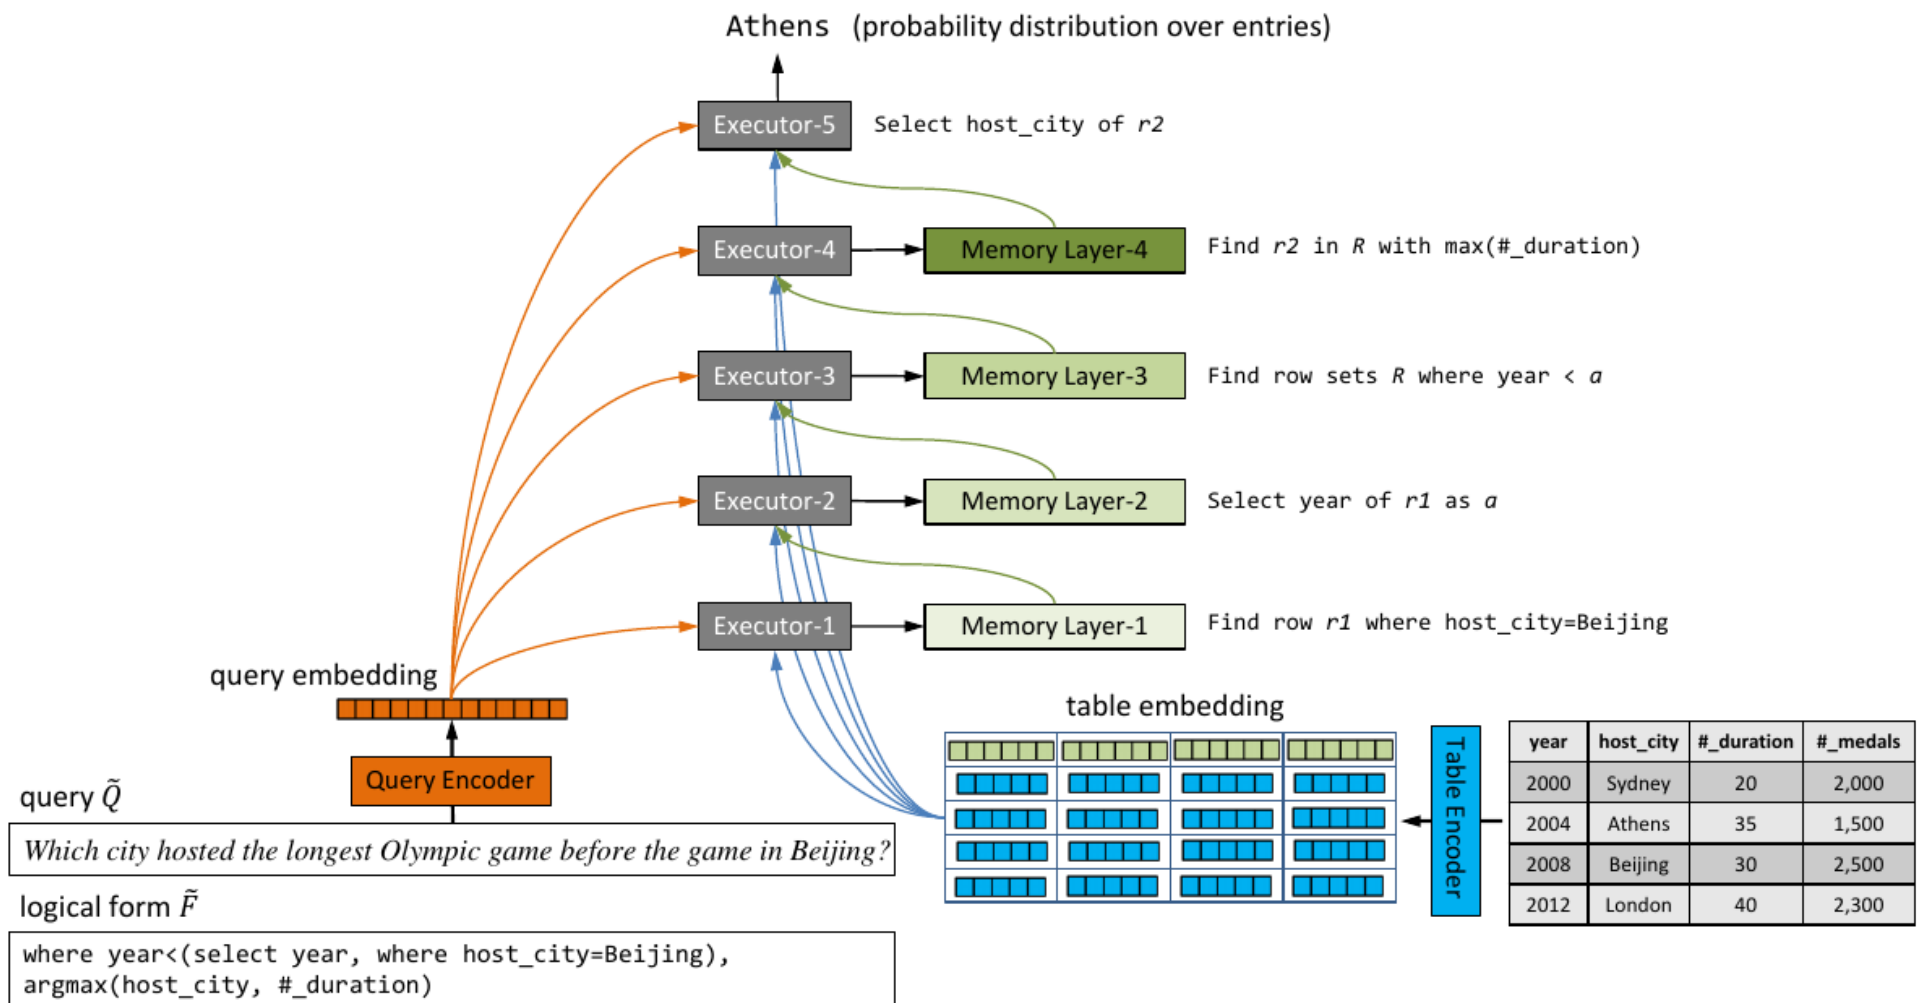 Athens (probability distribution over entries)
Executor-5 Select host_city of r2
Executor-4 Memory Layer-4 Find r2 in R with max(#_duration)
Executor-3 Memory Layer-3 Find row sets R where year < a
Executor-2 Memory Layer-2 Select year of r1 as a
Executor-1 Memory Layer-1 Find row r1 where host_city=Beijing
query embedding
table embedding
Query Encoder
Table Encoder
year host_city #_duration #_medals
2000 Sydney 20 2,000
2004 Athens 35 1,500
2008 Beijing 30 2,500
2012 London 40 2,300
query Q̃
Which city hosted the longest Olympic game before the game in Beijing?
logical form F̃
where year<(select year, where host_city=Beijing),
argmax(host_city, #_duration)